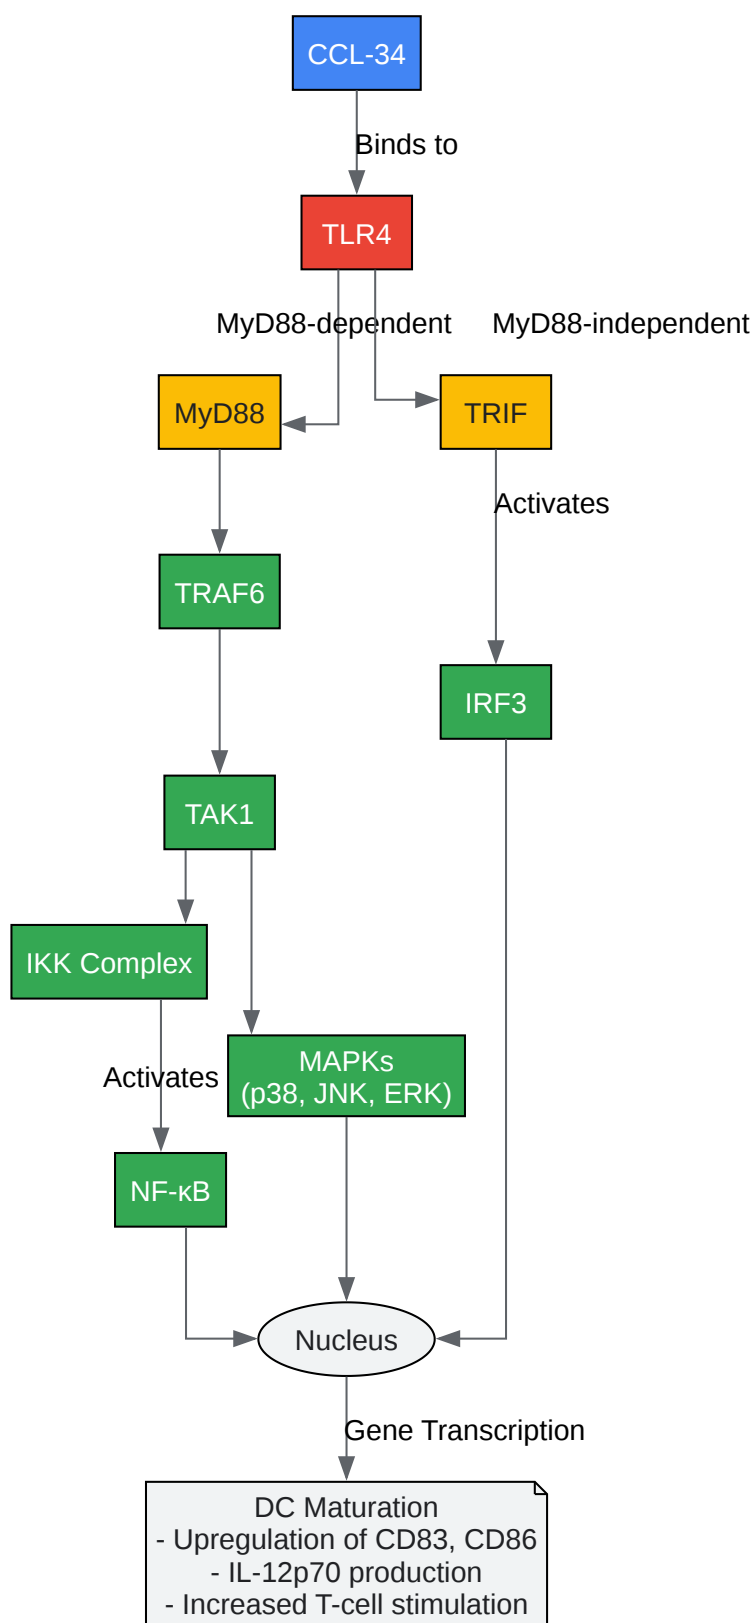 CCL-34
Binds to
TLR4
MyD88-dependent
MyD88-independent
MyD88
TRIF
Activates
TRAF6
IRF3
TAK1
IKK Complex
MAPKs
(p38, JNK, ERK)
Activates
NF-κB
Nucleus
Gene Transcription
DC Maturation
- Upregulation of CD83, CD86
- IL-12p70 production
- Increased T-cell stimulation